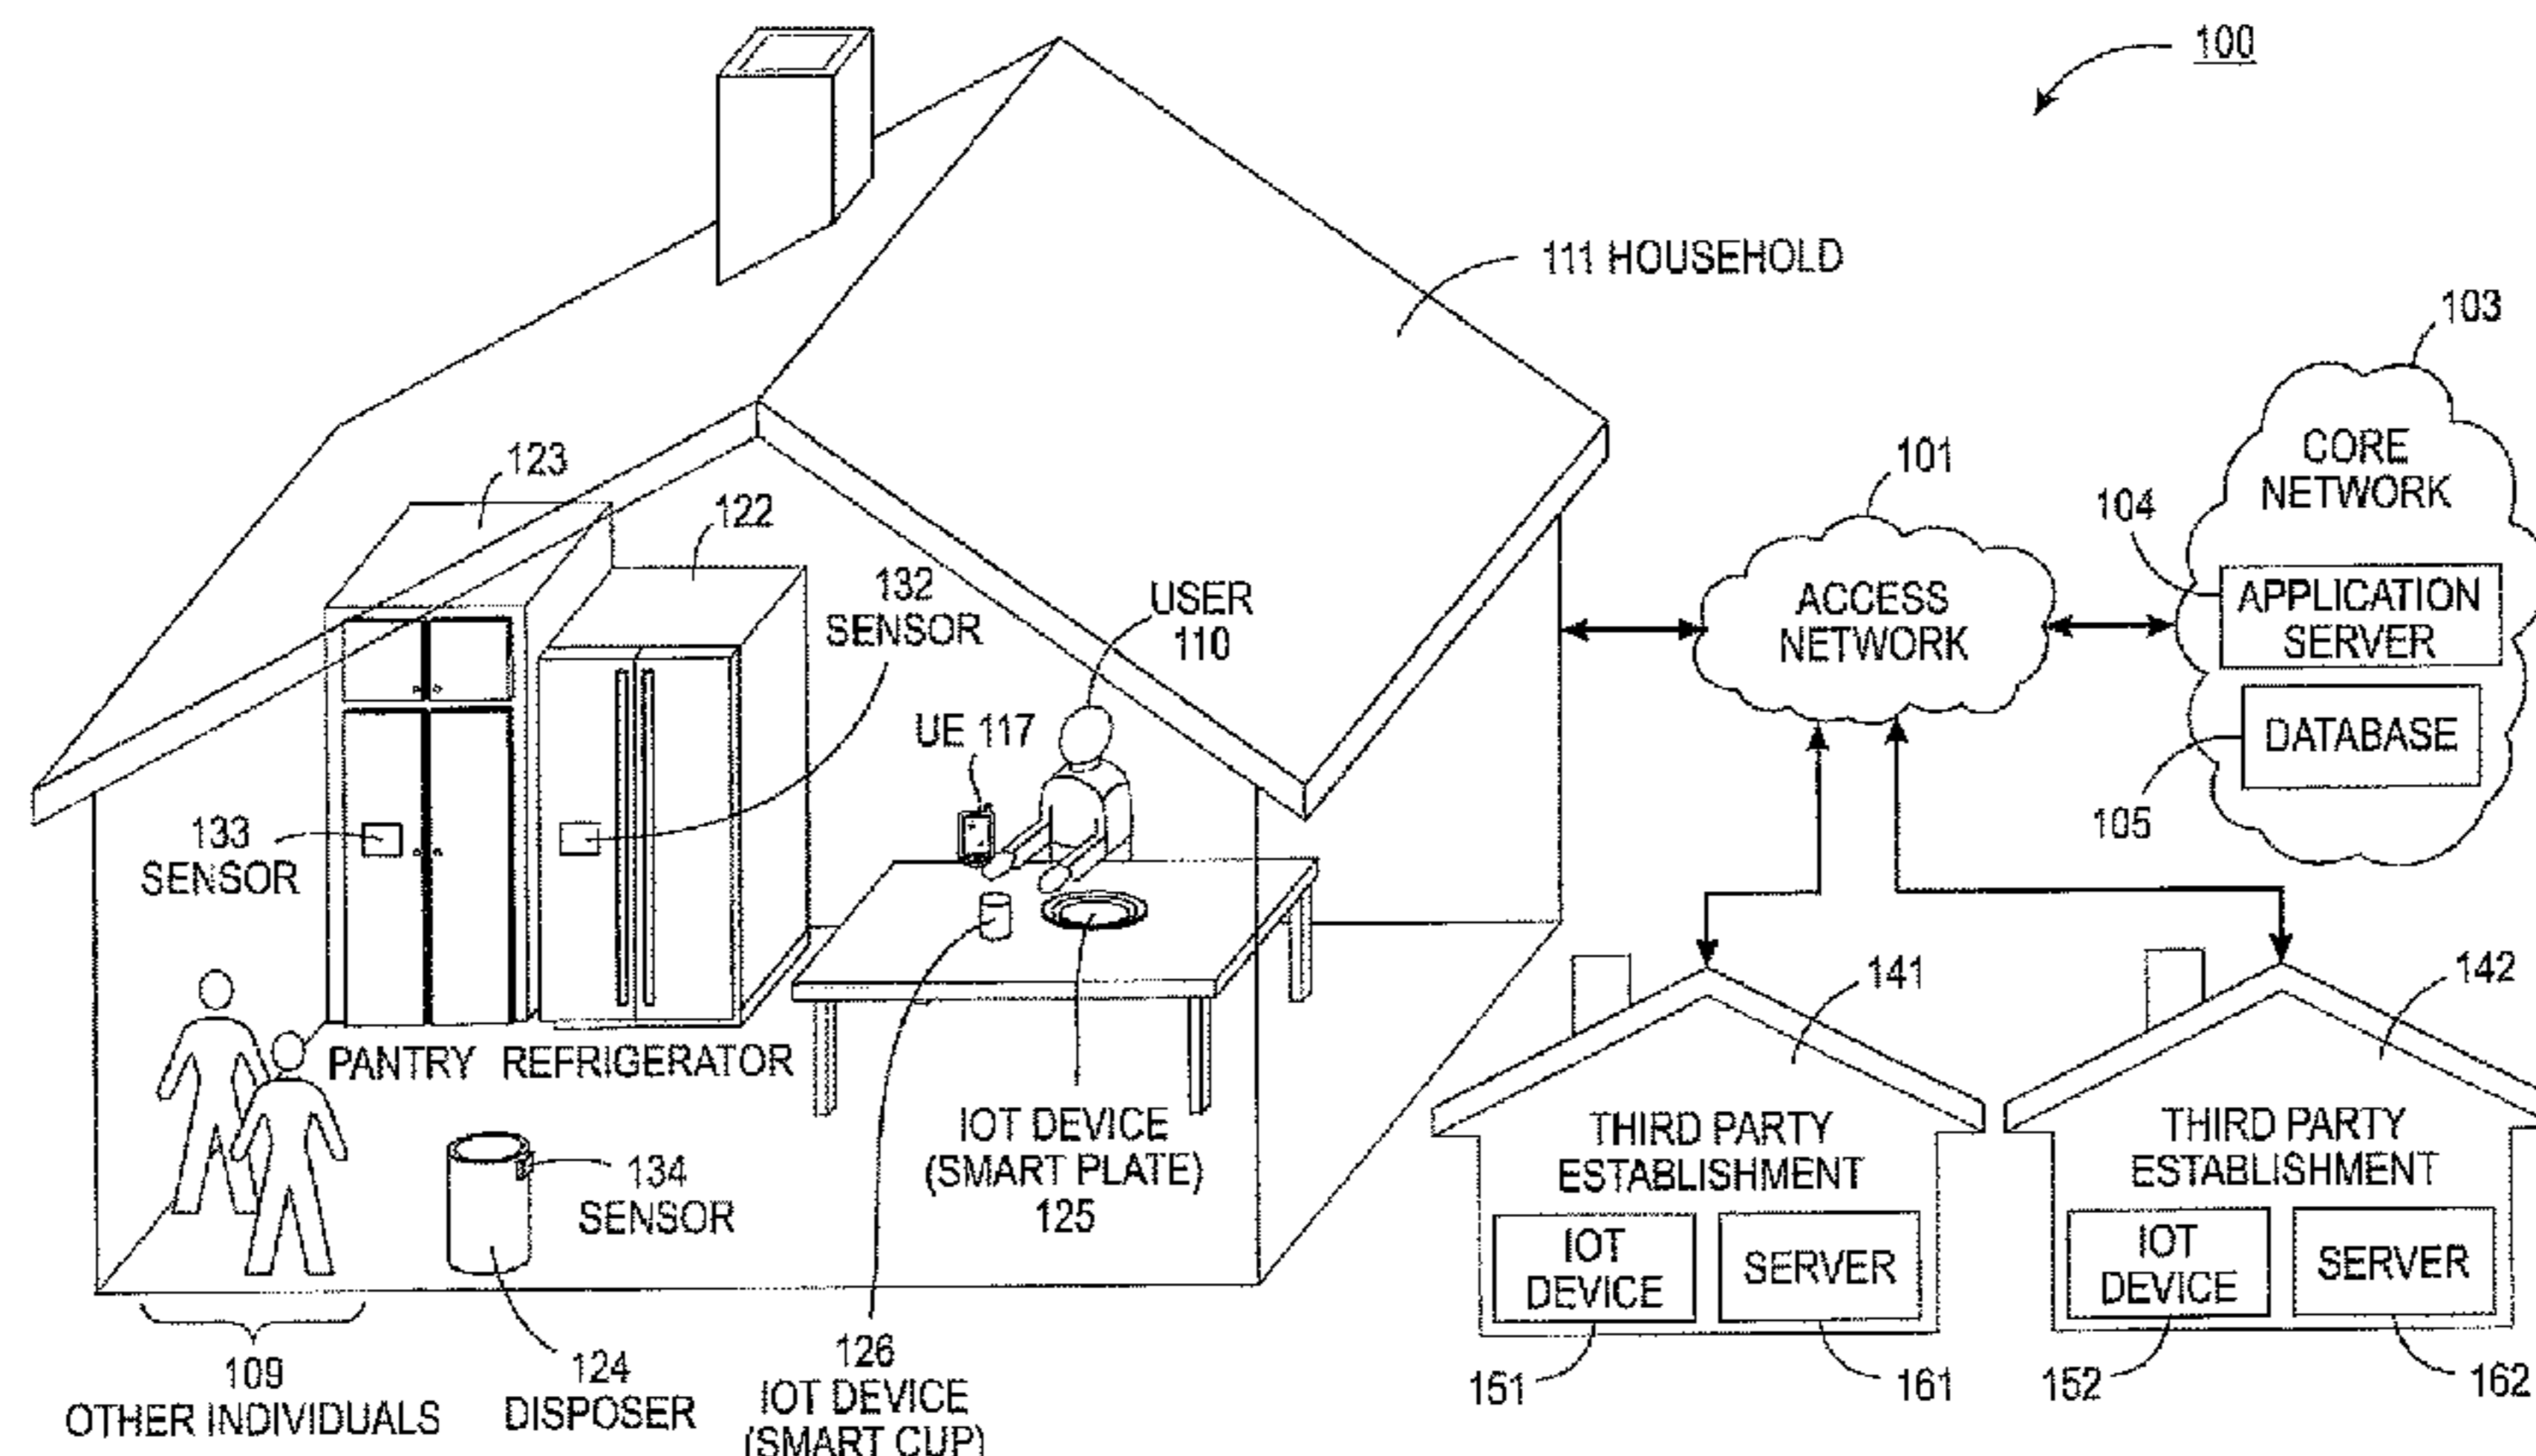 100
111 HOUSEHOLD
103
123
101
CORE
NETWORK
122
104
132
SENSOR
USER
110
ACCESS
NETWORK
APPLICATION
SERVER
UE 117
DATABASE
105
133
SENSOR
141
142
PANTRY
REFRIGERATOR
IOT DEVICE
(SMART PLATE)
125
THIRD PARTY
ESTABLISHMENT
THIRD PARTY
ESTABLISHMENT
134
SENSOR
IOT
DEVICE
SERVER
IOT
DEVICE
SERVER
109
OTHER INDIVIDUALS
124
DISPOSER
126
IOT DEVICE
(SMART CUP)
151
161
152
162